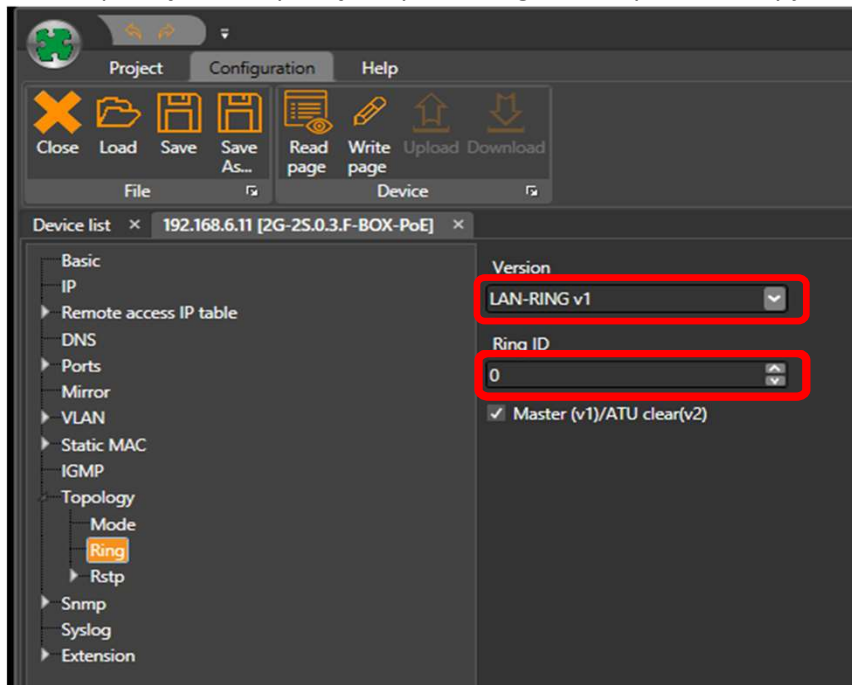 Project Configuration Help
Close Load Save Save As... Read page Write page Upload Download
File Device
Device list × 192.168.6.11 [2G-2S.0.3.F-BOX-PoE] ×
Basic
IP
Remote access IP table
DNS
Ports
Mirror
VLAN
Static MAC
IGMP
Topology
Mode
Ring
Rstp
Snmp
Syslog
Extension
Version
LAN-RING v1
Ring ID
0
Master (v1)/ATU clear(v2)